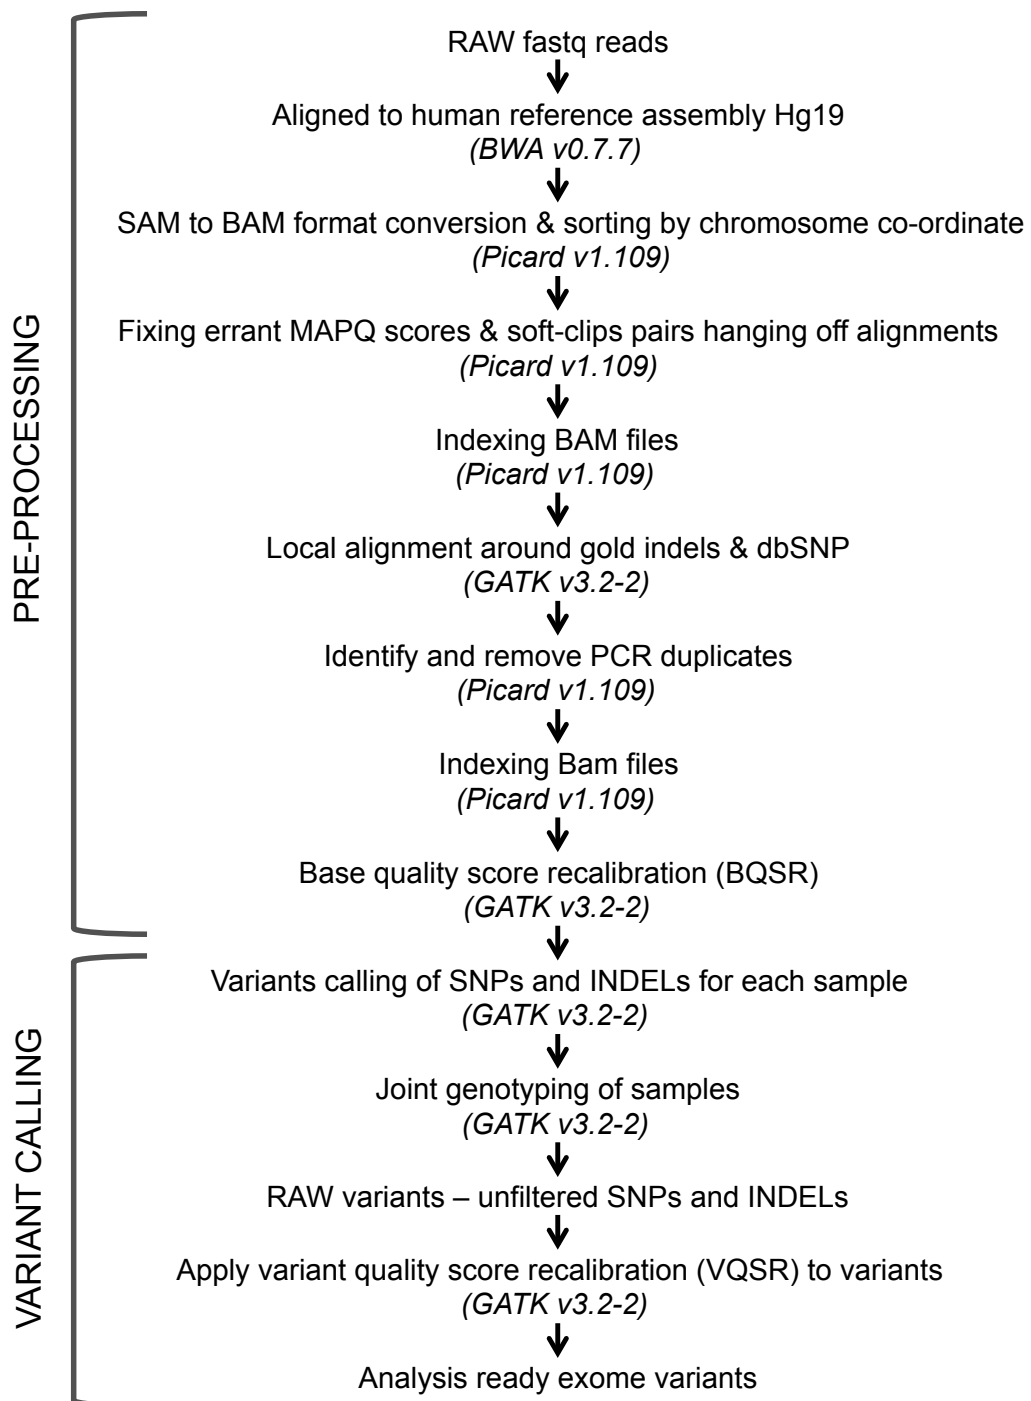 RAW fastq reads
Aligned to human reference assembly Hg19
(BWA v0.7.7)
SAM to BAM format conversion & sorting by chromosome co-ordinate
(Picard v1.109)
Fixing errant MAPQ scores & soft-clips pairs hanging off alignments
(Picard v1.109)
Indexing BAM files
(Picard v1.109)
Local alignment around gold indels & dbSNP
(GATK v3.2-2)
Identify and remove PCR duplicates
(Picard v1.109)
Indexing Bam files
(Picard v1.109)
Base quality score recalibration (BQSR)
(GATK v3.2-2)
PRE-PROCESSING
Variants calling of SNPs and INDELs for each sample
(GATK v3.2-2)
Joint genotyping of samples
(GATK v3.2-2)
RAW variants – unfiltered SNPs and INDELs
Apply variant quality score recalibration (VQSR) to variants
(GATK v3.2-2)
Analysis ready exome variants
VARIANT CALLING